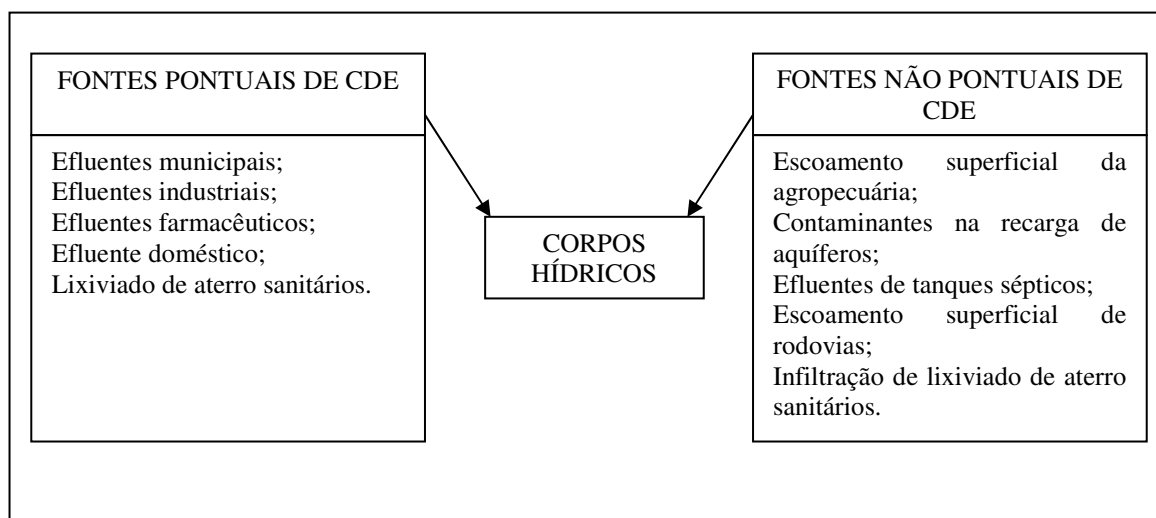 FONTES PONTUAIS DE CDE
Efluentes municipais;
Efluentes industriais;
Efluentes farmacêuticos;
Efluente doméstico;
Lixiviado de aterro sanitários.
CORPOS
HÍDRICOS
FONTES NÃO PONTUAIS DE
CDE
Escoamento superficial da
agropecuária;
Contaminantes na recarga de
aquíferos;
Efluentes de tanques sépticos;
Escoamento superficial de
rodovias;
Infiltração de lixiviado de aterro
sanitários.